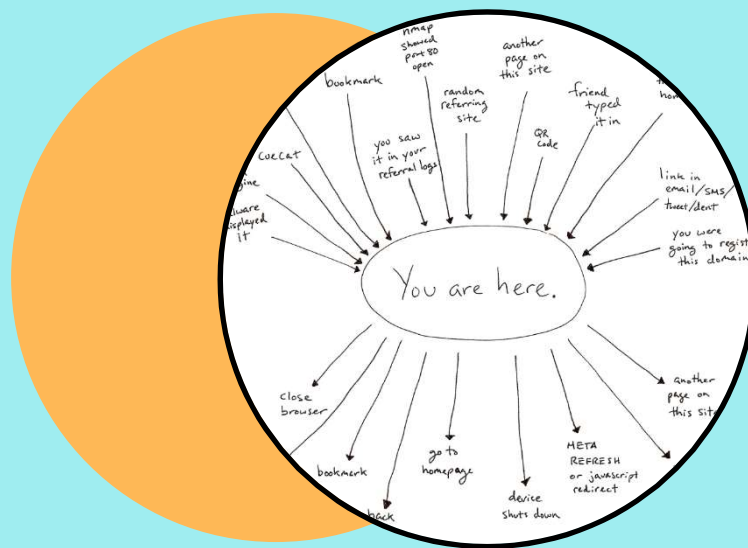 nmap
showed
port 80
open
another
page on
this site
bookmark
random
referring
site
friend
typed
it in
QR
code
you saw
it in your
referral logs
CueCat
displayed
it
link in
email/SMS/
tweet/dent
you were
going to
this domain
You are here.
close
browser
another
page on
this site
bookmark
go to
homepage
META
REFRESH
or javascript
redirect
back
device
shuts down